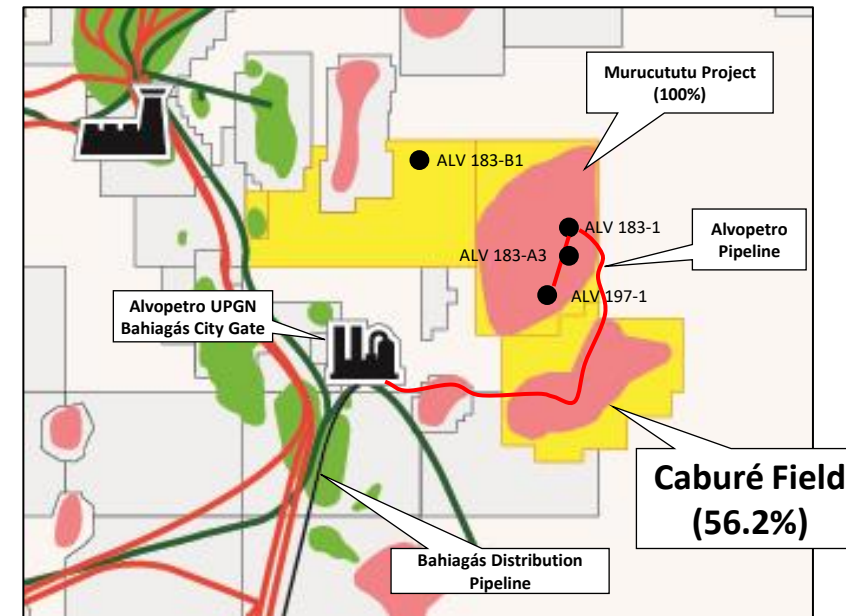 Murucututu Project
(100%)
ALV 183-B1
ALV 183-1
Alvopetro
Pipeline
ALV 183-A3
ALV 197-1
Alvopetro UPGN
Bahiagás City Gate
Caburé Field
(56.2%)
Bahiagás Distribution
Pipeline